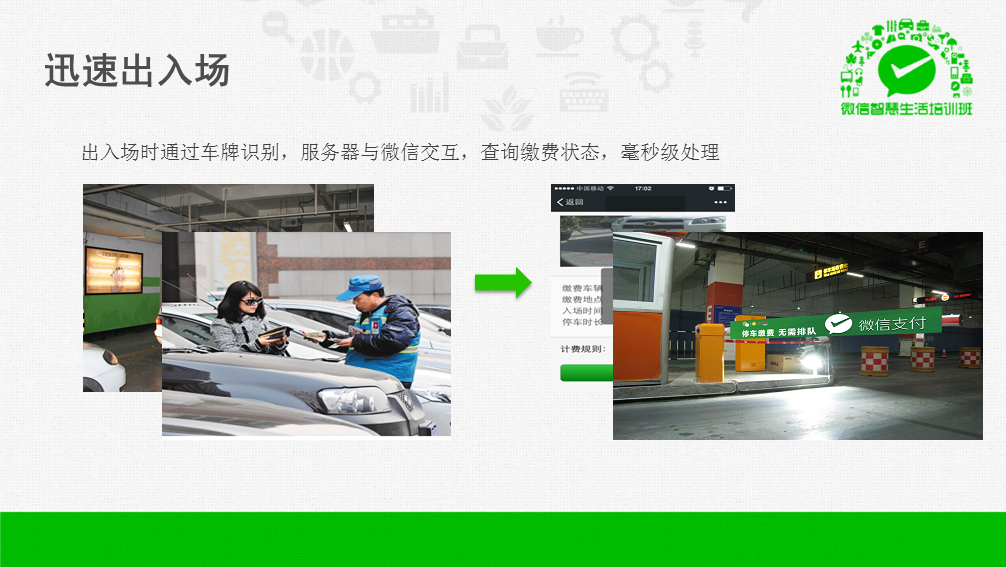 迅速出入场
微信智慧生活培训班
出入场时通过车牌识别，服务器与微信交互，查询缴费状态，毫秒级处理
中国移动
17:02
返回
缴费车辆
缴费地点
入场时间
停车时长
计费规则:
停车缴费 无需排队
微信支付